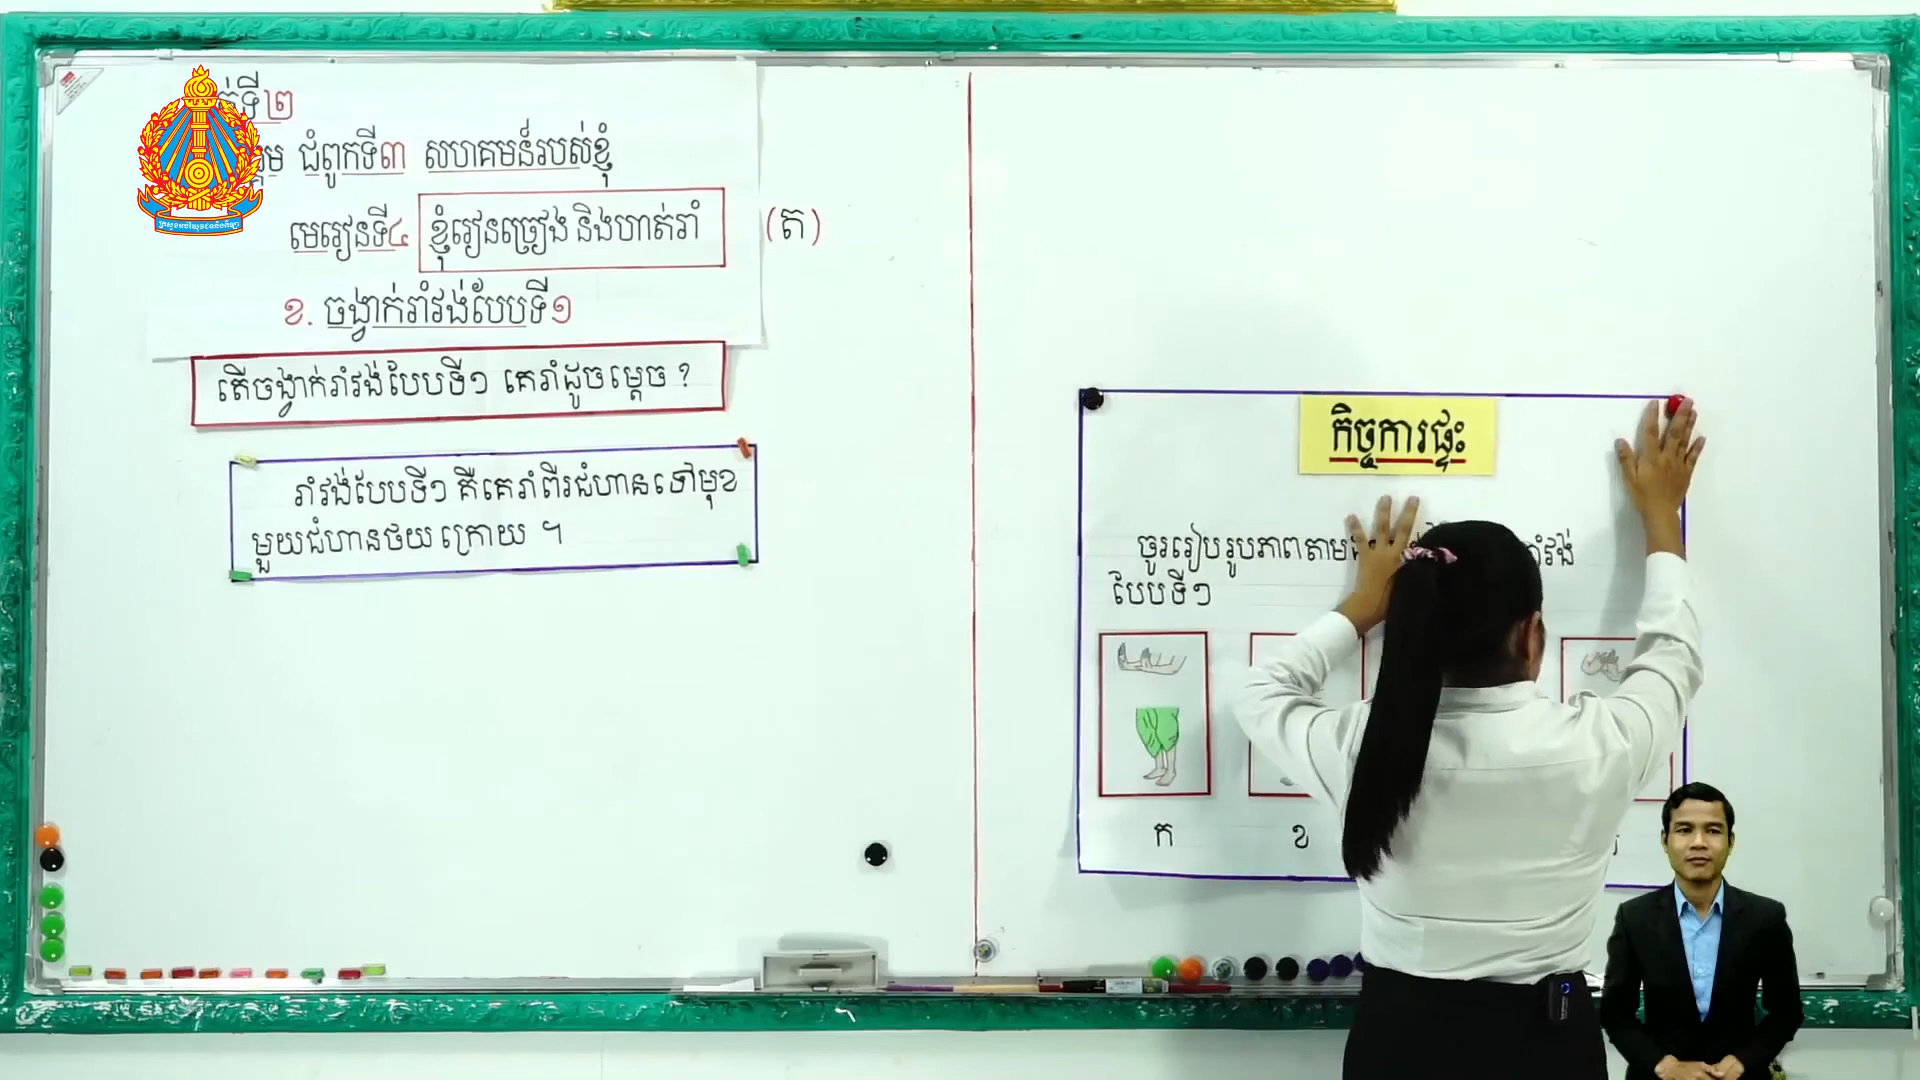 ទី២
ជំពូកទី៣ សហគមន៍របស់ខ្ញុំ
មេរៀនទី៤ ខ្ញុំរៀនច្រៀង និងហាត់រាំ (ត)
ខ. ចង្វាក់រាំវង់បែបទី១
តើចង្វាក់រាំវង់បែបទី១ គេរាំដូចម្ដេច ?
រាំវង់បែបទី១ គឺគេរាំពីរជំហានទៅមុខ
មួយជំហានថយក្រោយ ។
កិច្ចការផ្ទះ
ចូររៀបរូបភាពតាម រាំវង់
បែបទី១
ក ខ